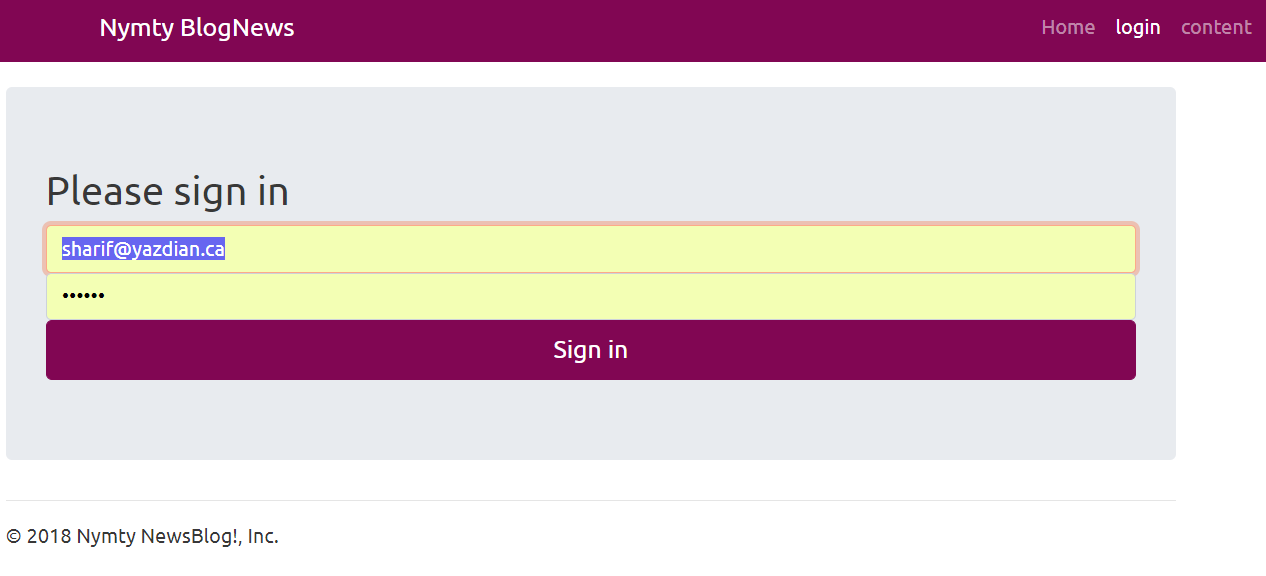 Nymty BlogNews
Home login content
Please sign in
sharif@yazdian.ca
••••••
Sign in
© 2018 Nymty NewsBlog!, Inc.